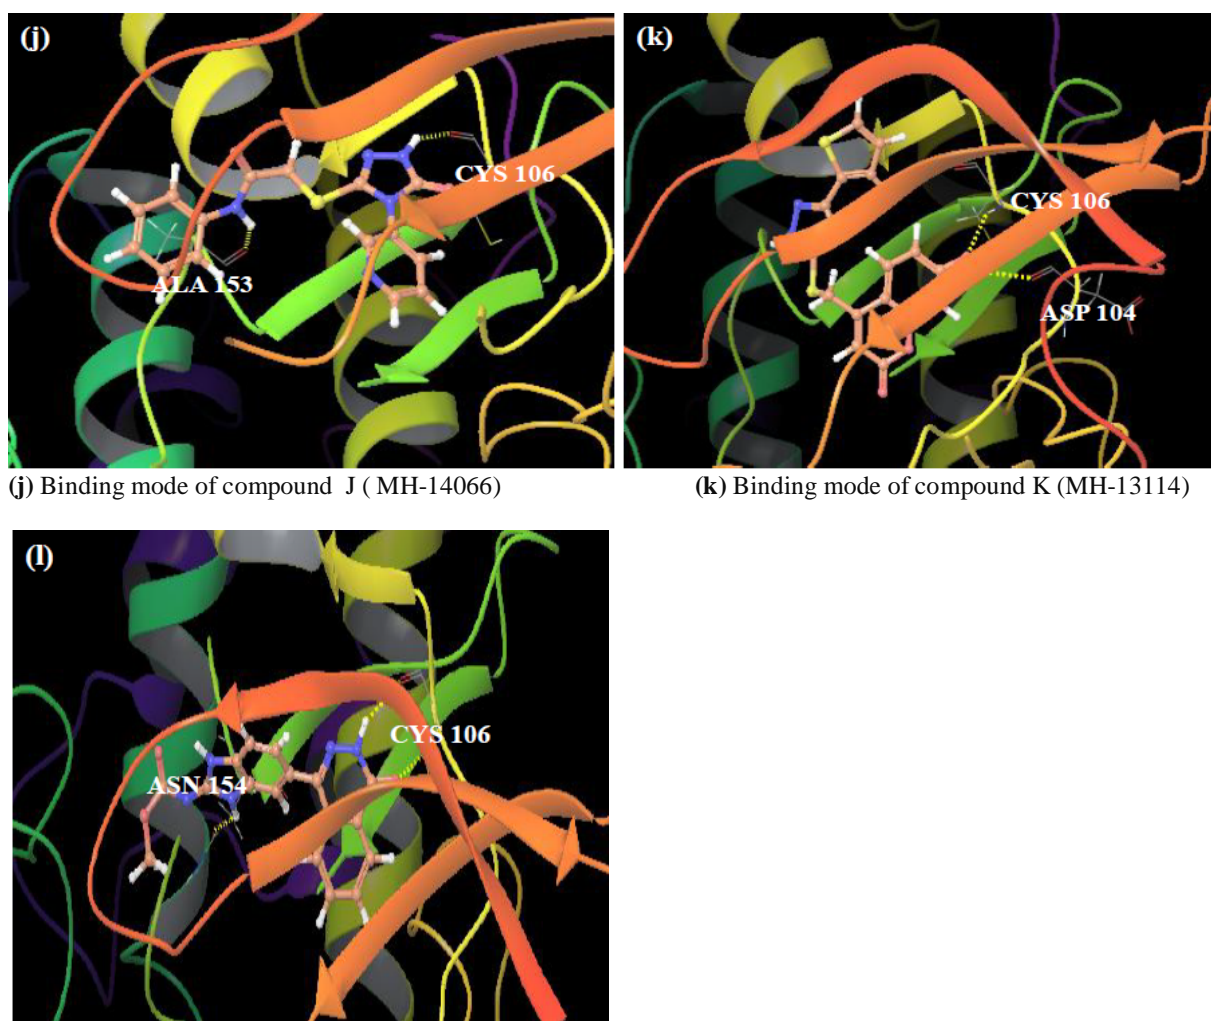 (j)
CYS 106
ALA 153
(k)
CYS 106
ASP 104
(j) Binding mode of compound J ( MH-14066)
(k) Binding mode of compound K (MH-13114)
(l)
CYS 106
ASN 154